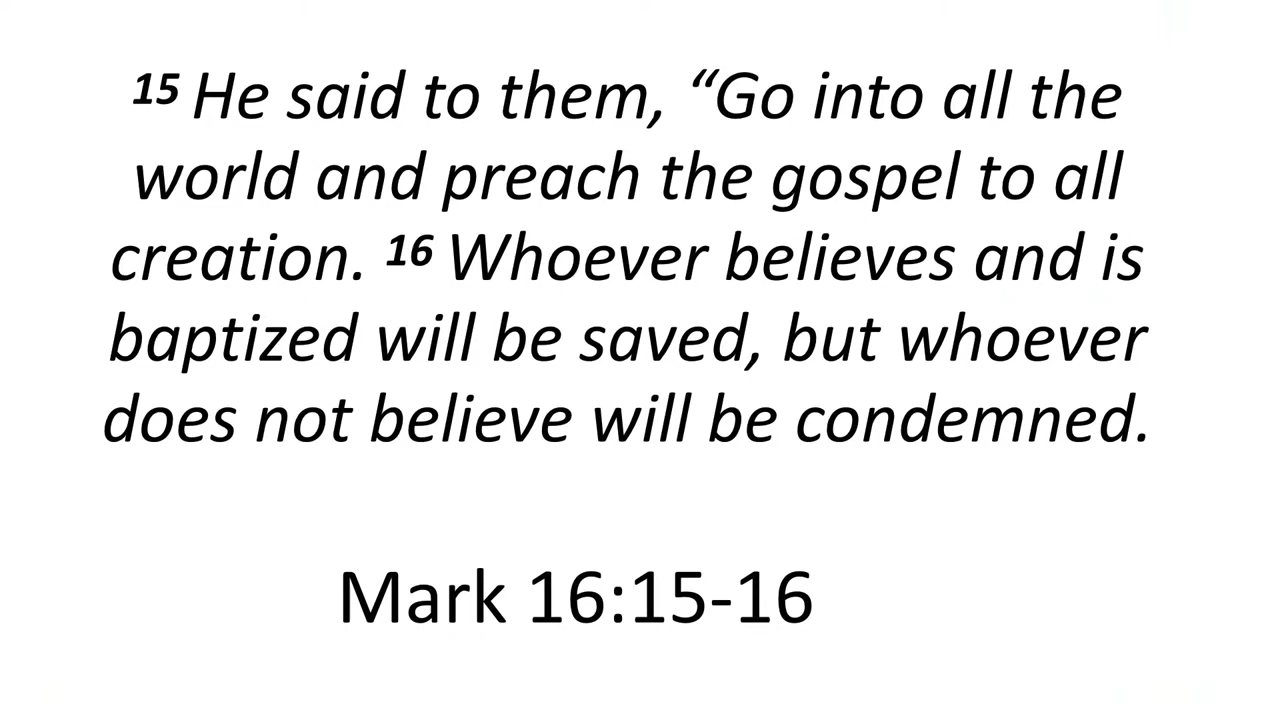 15 He said to them, “Go into all the
world and preach the gospel to all
creation. 16 Whoever believes and is
baptized will be saved, but whoever
does not believe will be condemned.
Mark 16:15-16